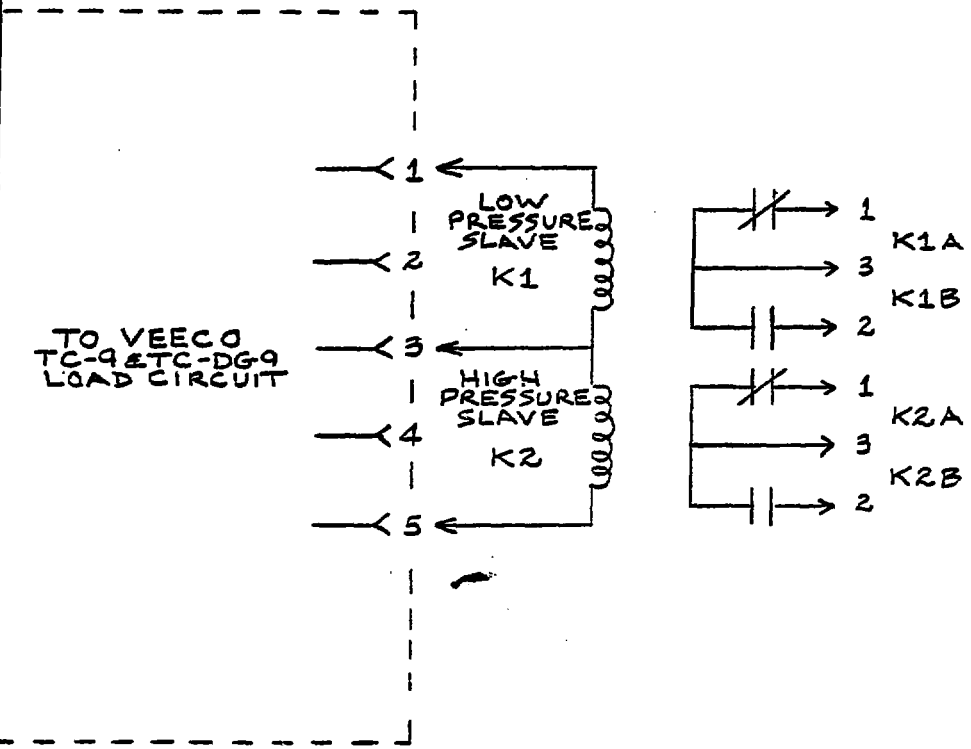 1
LOW
PRESSURE
SLAVE
K1
2
3
TO VEECO
TC-9 & TC-DG9
LOAD CIRCUIT
HIGH
PRESSURE
SLAVE
K2
4
5
1
K1A
3
K1B
2
1
K2A
3
K2B
2